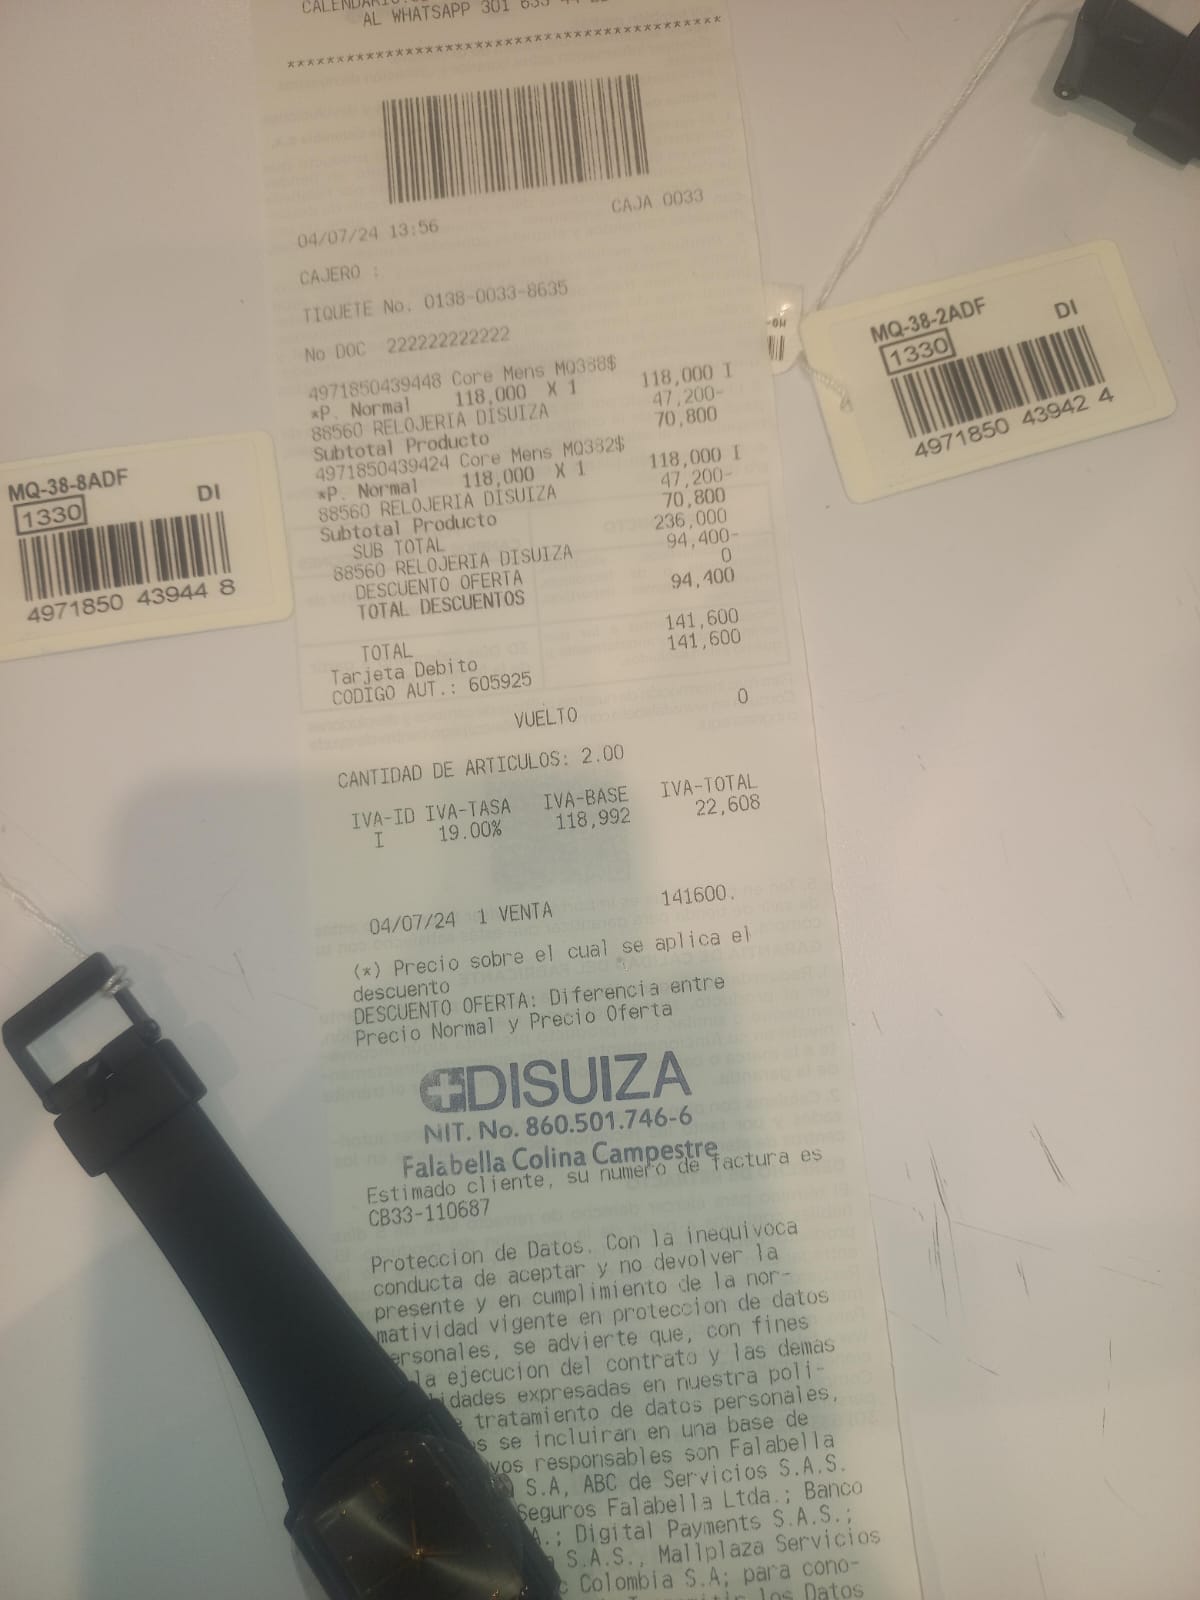 AL WHATSAPP 301 633
*******************************************
04/07/24 13:56 CAJA 0033
CAJERO :
TIQUETE No. 0138-0033-8635
No DOC 222222222222
4971850439448 Core Mens MQ388$
*P. Normal 118,000 X 1 118,000 I
88560 RELOJERIA DISUIZA 47,200-
Subtotal Producto 70,800
4971850439424 Core Mens MQ382$
*P. Normal 118,000 X 1 118,000 I
88560 RELOJERIA DISUIZA 47,200-
Subtotal Producto 70,800
SUB TOTAL 236,000
88560 RELOJERIA DISUIZA 94,400-
DESCUENTO OFERTA 0
TOTAL DESCUENTOS 94,400
TOTAL 141,600
Tarjeta Debito 141,600
CODIGO AUT.: 605925
VUELTO 0
CANTIDAD DE ARTICULOS: 2.00
IVA-ID IVA-TASA IVA-BASE IVA-TOTAL
I 19.00% 118,992 22,608
04/07/24 1 VENTA 141600.
(*) Precio sobre el cual se aplica el
descuento
DESCUENTO OFERTA: Diferencia entre
Precio Normal y Precio Oferta
DISUIZA
NIT. No. 860.501.746-6
Falabella Colina Campestre
Estimado cliente, su numero de factura es
CB33-110687
Proteccion de Datos. Con la inequivoca
conducta de aceptar y no devolver la
presente y en cumplimiento de la nor-
matividad vigente en proteccion de datos
ersonales, se advierte que, con fines
la ejecucion del contrato y las demas
idades expresadas en nuestra poli-
tratamiento de datos personales,
s se incluiran en una base de
vos responsables son Falabella
S.A, ABC de Servicios S.A.S.
Seguros Falabella Ltda.; Banco
A.; Digital Payments S.A.S.;
S.A.S., Mallplaza Servicios
Colombia S.A; para cono-
los Datos
MQ-38-8ADF
DI
1330
4971850 43944 8
MQ-38-2ADF
DI
1330
4971850 43942 4